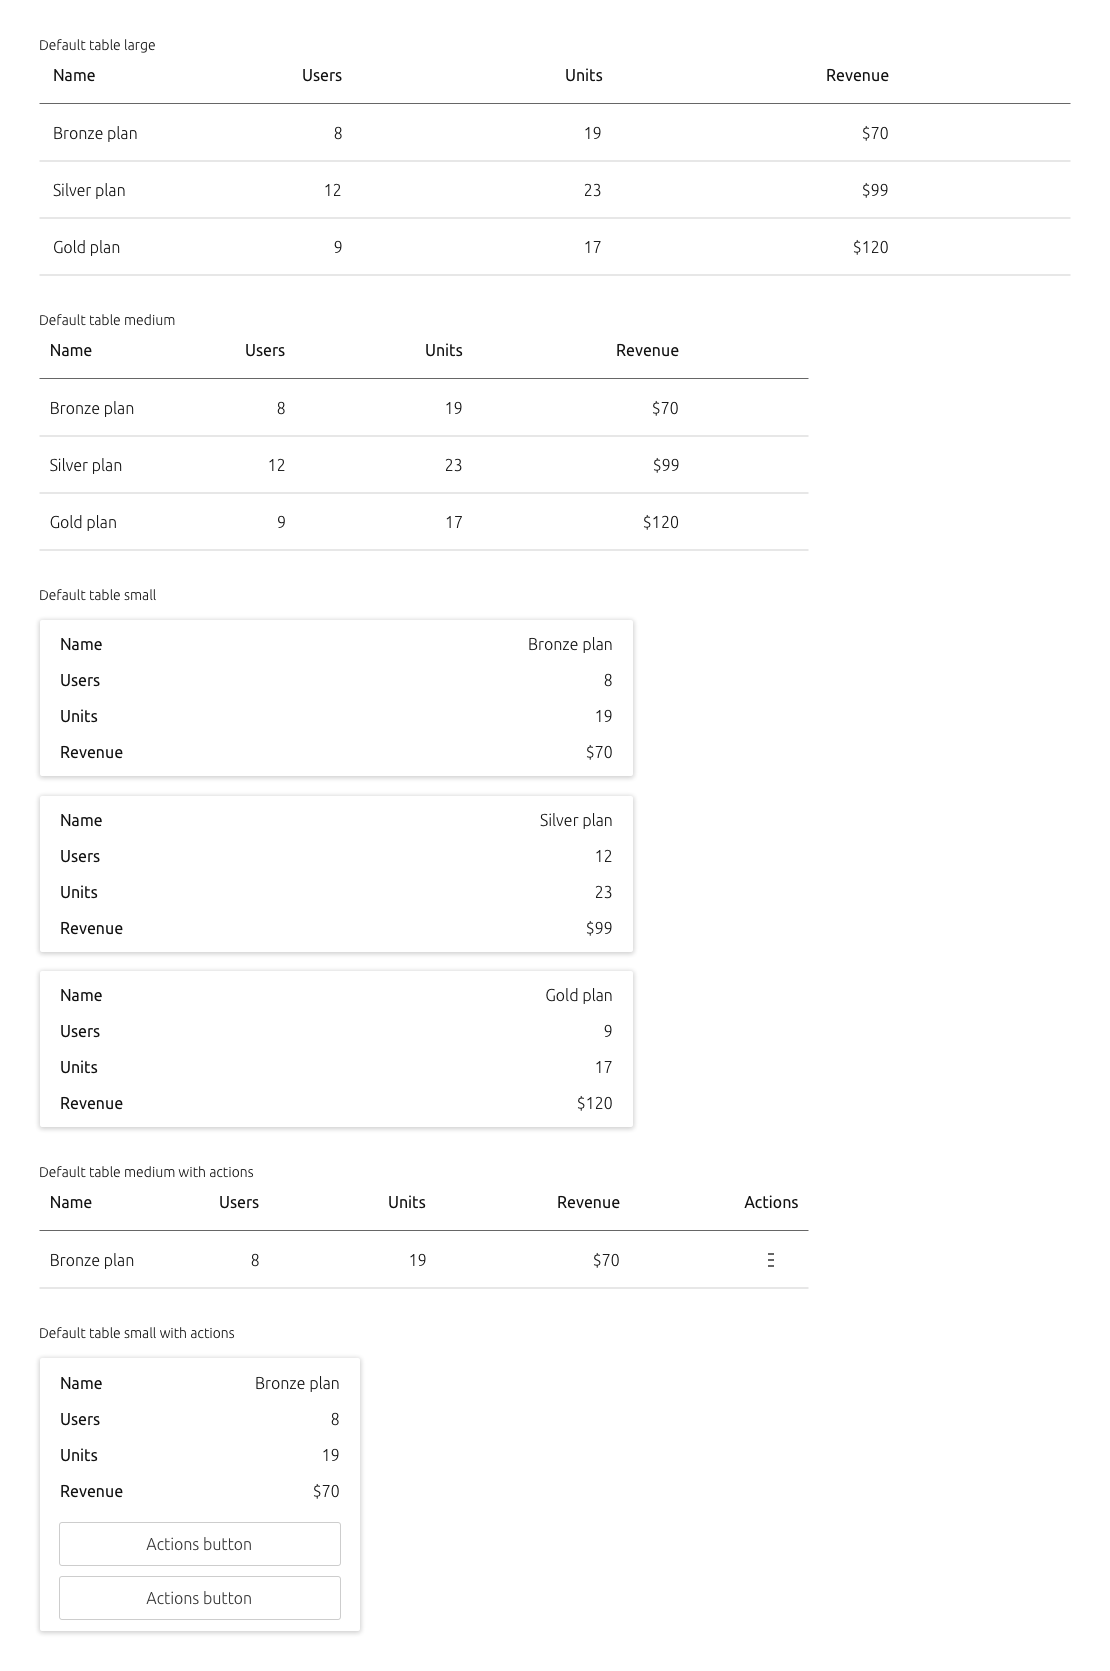 Default table large
Name Users Units Revenue
Bronze plan 8 19 $70
Silver plan 12 23 $99
Gold plan 9 17 $120
Default table medium
Name Users Units Revenue
Bronze plan 8 19 $70
Silver plan 12 23 $99
Gold plan 9 17 $120
Default table small
Name Bronze plan
Users 8
Units 19
Revenue $70
Name Silver plan
Users 12
Units 23
Revenue $99
Name Gold plan
Users 9
Units 17
Revenue $120
Default table medium with actions
Name Users Units Revenue Actions
Bronze plan 8 19 $70
Default table small with actions
Name Bronze plan
Users 8
Units 19
Revenue $70
Actions button
Actions button